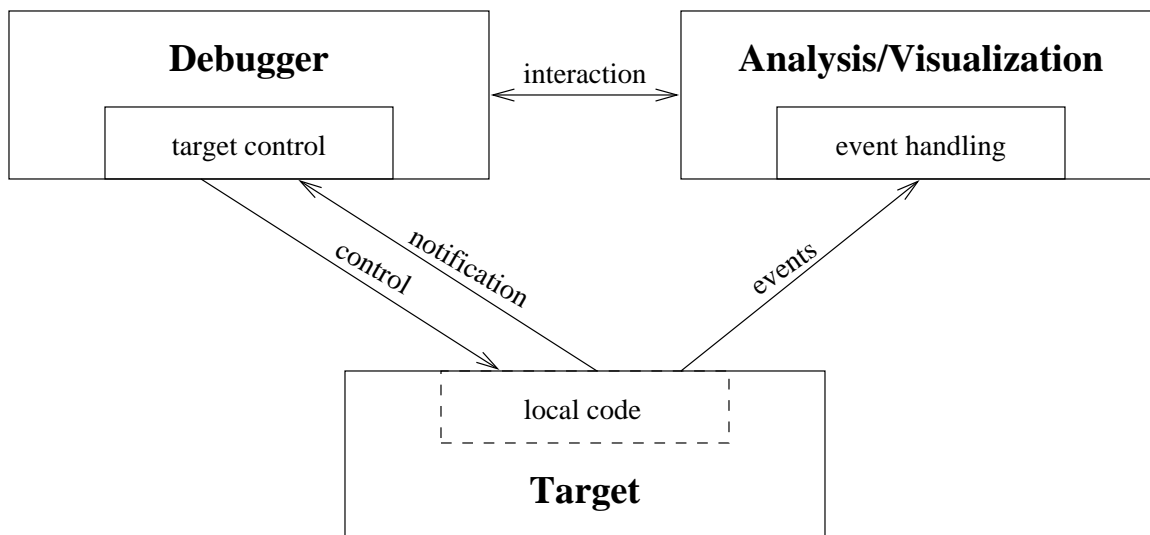 Debugger
Analysis/Visualization
interaction
target control
event handling
control
notification
events
local code
Target